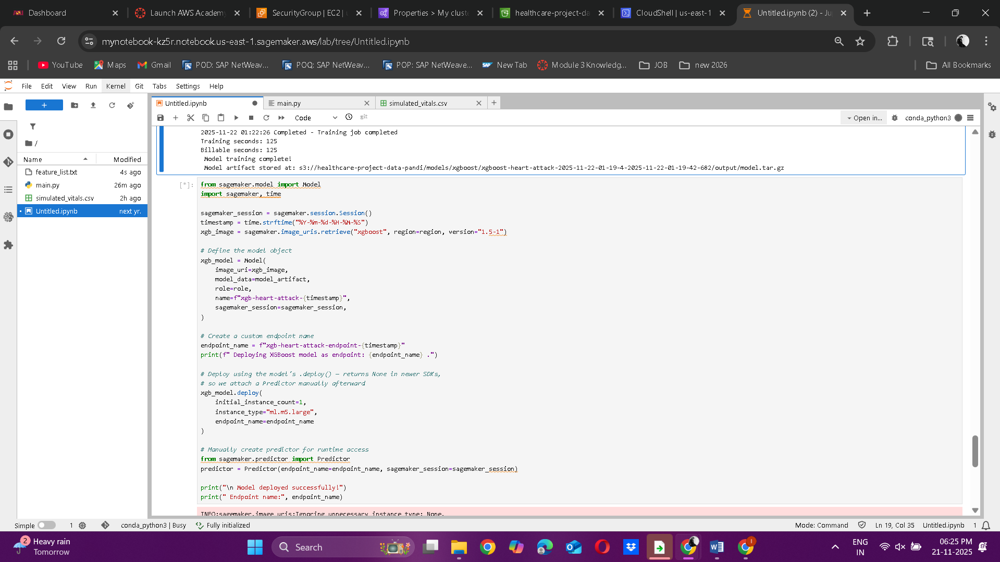 Dashboard
Launch AWS Academy
SecurityGroup | EC2 | u
Properties > My cluste
healthcare-project-da
CloudShell | us-east-1
Untitled.ipynb (2) - Ju
mynotebook-kz5r.notebook.us-east-1.sagemaker.aws/lab/tree/Untitled.ipynb
YouTube
Maps
Gmail
POD: SAP NetWeav...
POQ: SAP NetWeav...
POP: SAP NetWeave...
SAP
New Tab
Module 3 Knowledg...
JOB
new 2026
All Bookmarks
File Edit View Run Kernel Git Tabs Settings Help
Untitled.ipynb
main.py
simulated_vitals.csv
Code
git
Open in...
conda_python3
/
Name
Modified
feature_list.txt 4s ago
main.py 26m ago
simulated_vitals.csv 2h ago
Untitled.ipynb next yr.
2025-11-22 01:22:26 Completed - Training job completed
Training seconds: 125
Billable seconds: 125
Model training complete!
Model artifact stored at: s3://healthcare-project-data-pandi/models/xgboost/xgboost-heart-attack-2025-11-22-01-19-4-2025-11-22-01-19-42-682/output/model.tar.gz
[*]:
from sagemaker.model import Model
import sagemaker, time
sagemaker_session = sagemaker.session.Session()
timestamp = time.strftime("%Y-%m-%d-%H-%M-%S")
xgb_image = sagemaker.image_uris.retrieve("xgboost", region=region, version="1.5-1")
# Define the model object
xgb_model = Model(
image_uri=xgb_image,
model_data=model_artifact,
role=role,
name=f"xgb-heart-attack-{timestamp}",
sagemaker_session=sagemaker_session,
)
# Create a custom endpoint name
endpoint_name = f"xgb-heart-attack-endpoint-{timestamp}"
print(f" Deploying XGBoost model as endpoint: {endpoint_name} .")
# Deploy using the model's .deploy() — returns None in newer SDKs,
# so we attach a Predictor manually afterward
xgb_model.deploy(
initial_instance_count=1,
instance_type="ml.m5.large",
endpoint_name=endpoint_name
)
# Manually create predictor for runtime access
from sagemaker.predictor import Predictor
predictor = Predictor(endpoint_name=endpoint_name, sagemaker_session=sagemaker_session)
print("\n Model deployed successfully!")
print(" Endpoint name:", endpoint_name)
INFO:sagemaker.image_uris:Ignoring unnecessary instance type: None.
Simple
1
conda_python3 | Busy
Fully initialized
Mode: Command
Ln 19, Col 35
Untitled.ipynb
1
2
Heavy rain
Tomorrow
Search
ENG
IN
06:25 PM
21-11-2025